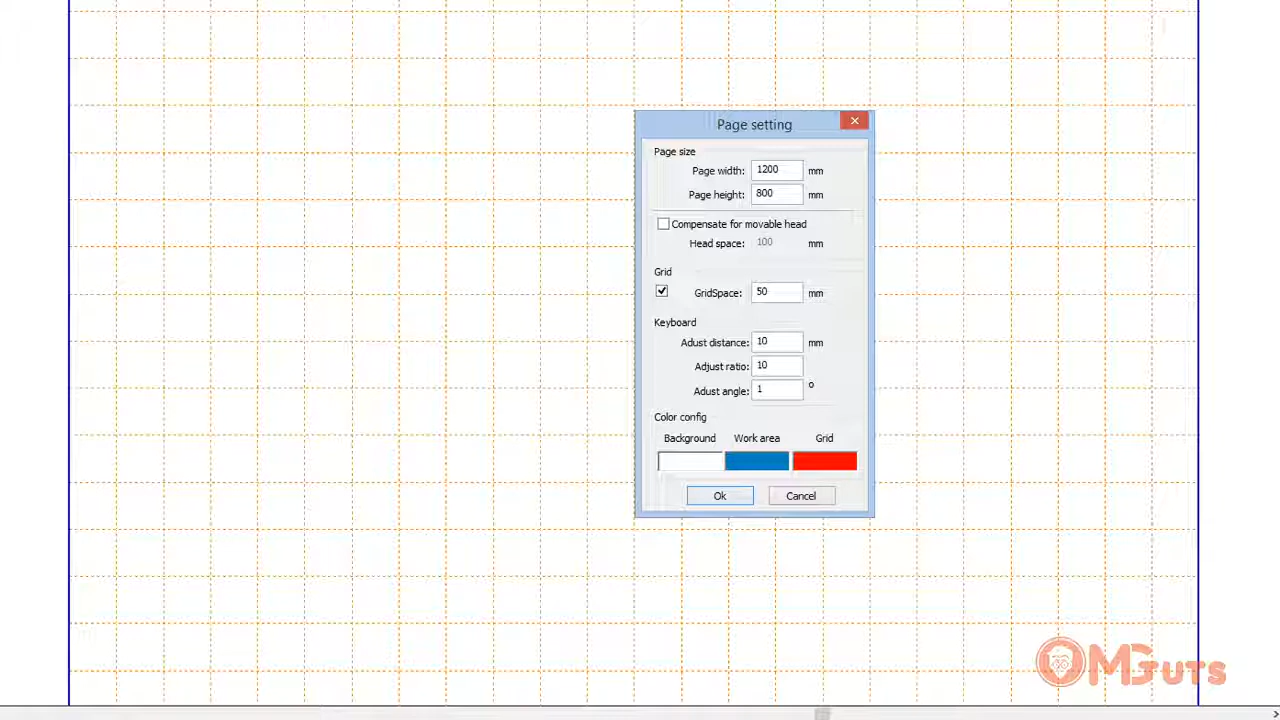 Page setting
Page size
Page width: 1200 mm
Page height: 800 mm
Compensate for movable head
Head space: 100 mm
Grid
GridSpace: 50 mm
Keyboard
Adust distance: 10 mm
Adjust ratio: 10
Adust angle: 1 °
Color config
Background Work area Grid
Ok Cancel
OMGTUTS